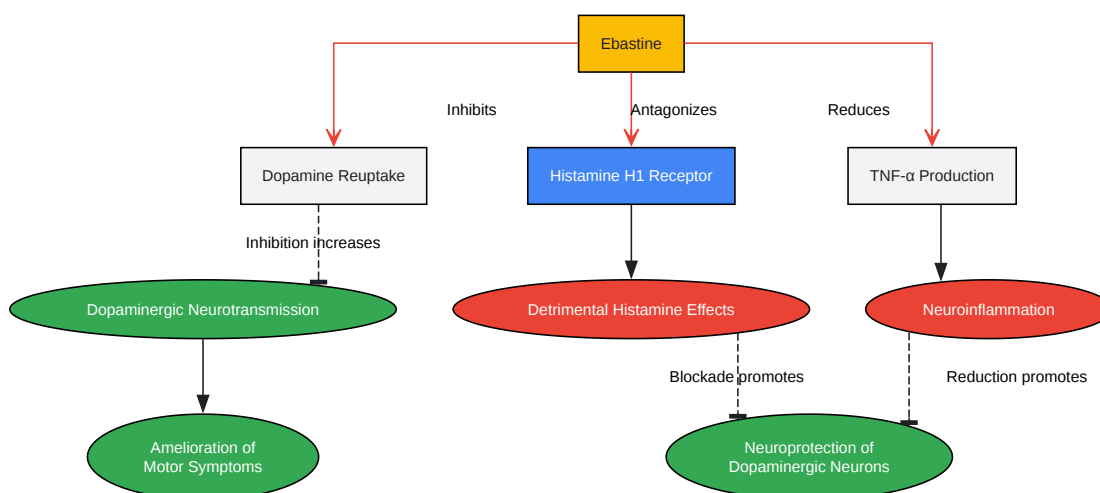 Ebastine
Inhibits
Antagonizes
Reduces
Dopamine Reuptake
Histamine H1 Receptor
TNF-α Production
Inhibition increases
Dopaminergic Neurotransmission
Detrimental Histamine Effects
Neuroinflammation
Blockade promotes
Reduction promotes
Amelioration of
Motor Symptoms
Neuroprotection of
Dopaminergic Neurons